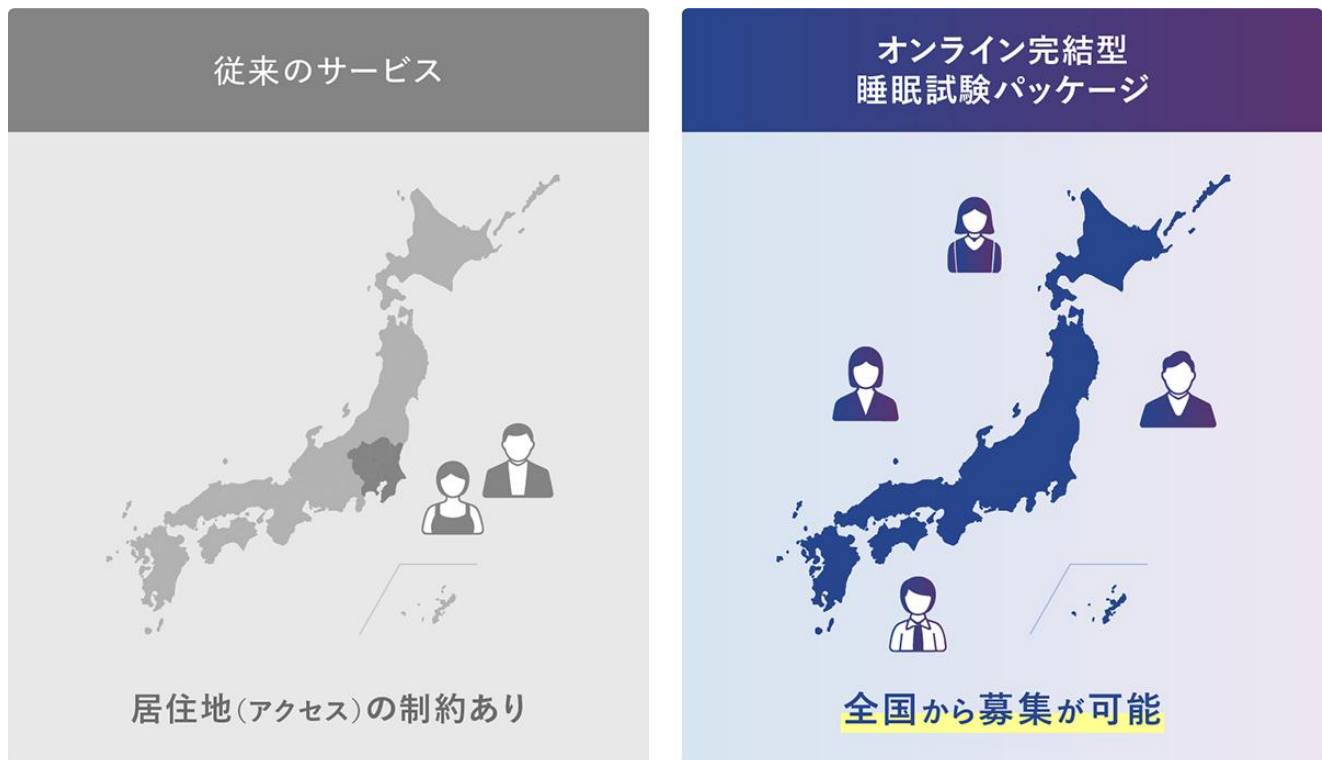 従来のサービス
居住地（アクセス）の制約あり
オンライン完結型
睡眠試験パッケージ
全国から募集が可能